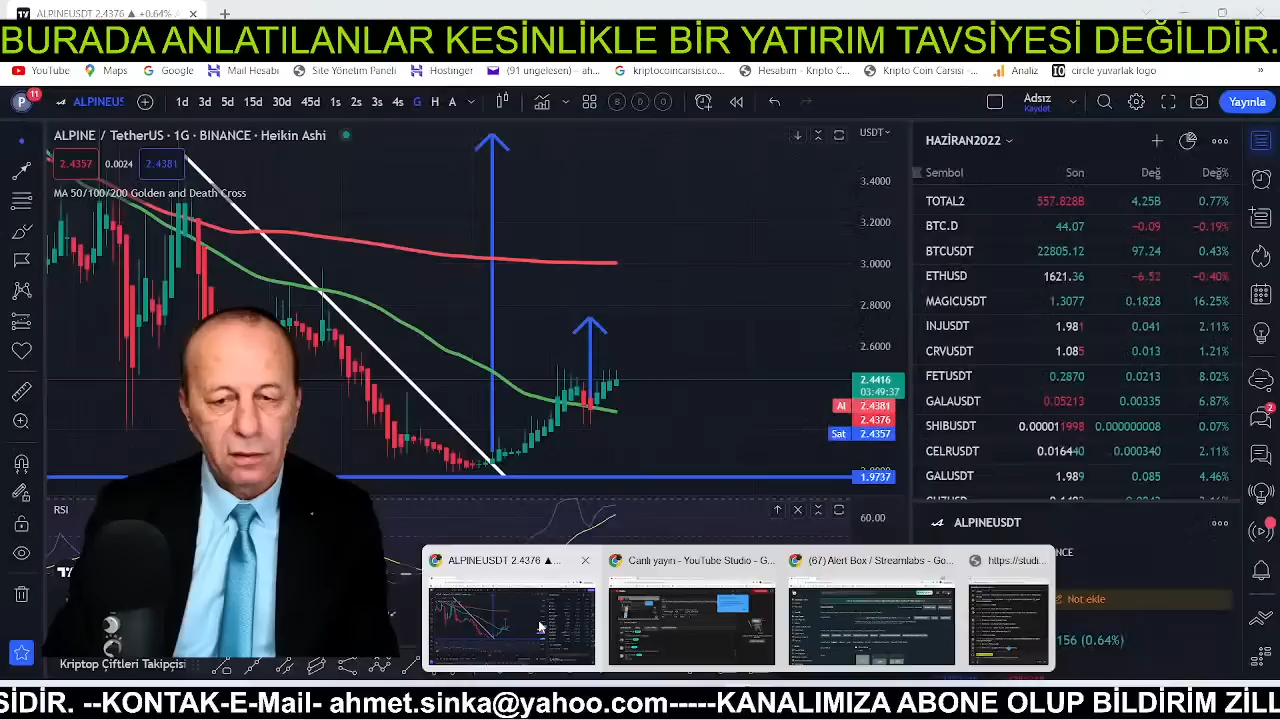 ALPINEUSDT 2.4376 ▲ +0.64%
BURADA ANLATILANLAR KESİNLİKLE BİR YATIRIM TAVSİYESİ DEĞİLDİR.
YouTube Maps Google Mail Hesabı Site Yönetim Paneli Hostinger (91 ungelesen) – ah... kriptocoincarsisi.co... Hesabım - Kripto C... Kripto Coin Carsısı -... Analiz circle yuvarlak logo »
P 11 ALPINEUS 1d 3d 5d 15d 30d 45d 1s 2s 3s 4s G H A Adsız Kaydet Yayınla
ALPINE / TetherUS · 1G · BINANCE · Heikin Ashi USDT
2.4357 0.0024 2.4381
MA 50/100/200 Golden and Death Cross
3.4000
3.2000
3.0000
2.8000
2.6000
2.4416
03:49:37
Al 2.4381
2.4376
Sat 2.4357
1.9737
RSI
60.00
HAZİRAN2022
Sembol Son Değ Değ%
TOTAL2 557.828B 4.25B 0.77%
BTC.D 44.07 −0.09 −0.19%
BTCUSDT 22805.12 97.24 0.43%
ETHUSD 1621.36 −6.52 −0.40%
MAGICUSDT 1.3077 0.1828 16.25%
INJUSDT 1.981 0.041 2.11%
CRVUSDT 1.085 0.013 1.21%
FETUSDT 0.2870 0.0213 8.02%
GALAUSDT 0.05213 0.00335 6.87%
SHIBUSDT 0.000011998 0.000000008 0.07%
CELRUSDT 0.016440 0.000340 2.11%
GALUSDT 1.989 0.085 4.46%
ALPINEUSDT
NCE
Not ekle
156 (0.64%)
2
ALPINEUSDT 2.4376 ▲...
Canlı yayın - YouTube Studio - G...
(67) Alert Box / Streamlabs - Go...
https://studi...
Kripto Çiftleri Takipçisi
SİDİR. --KONTAK-E-Mail- ahmet.sinka@yahoo.com-----KANALIMIZA ABONE OLUP BİLDİRİM ZİLL